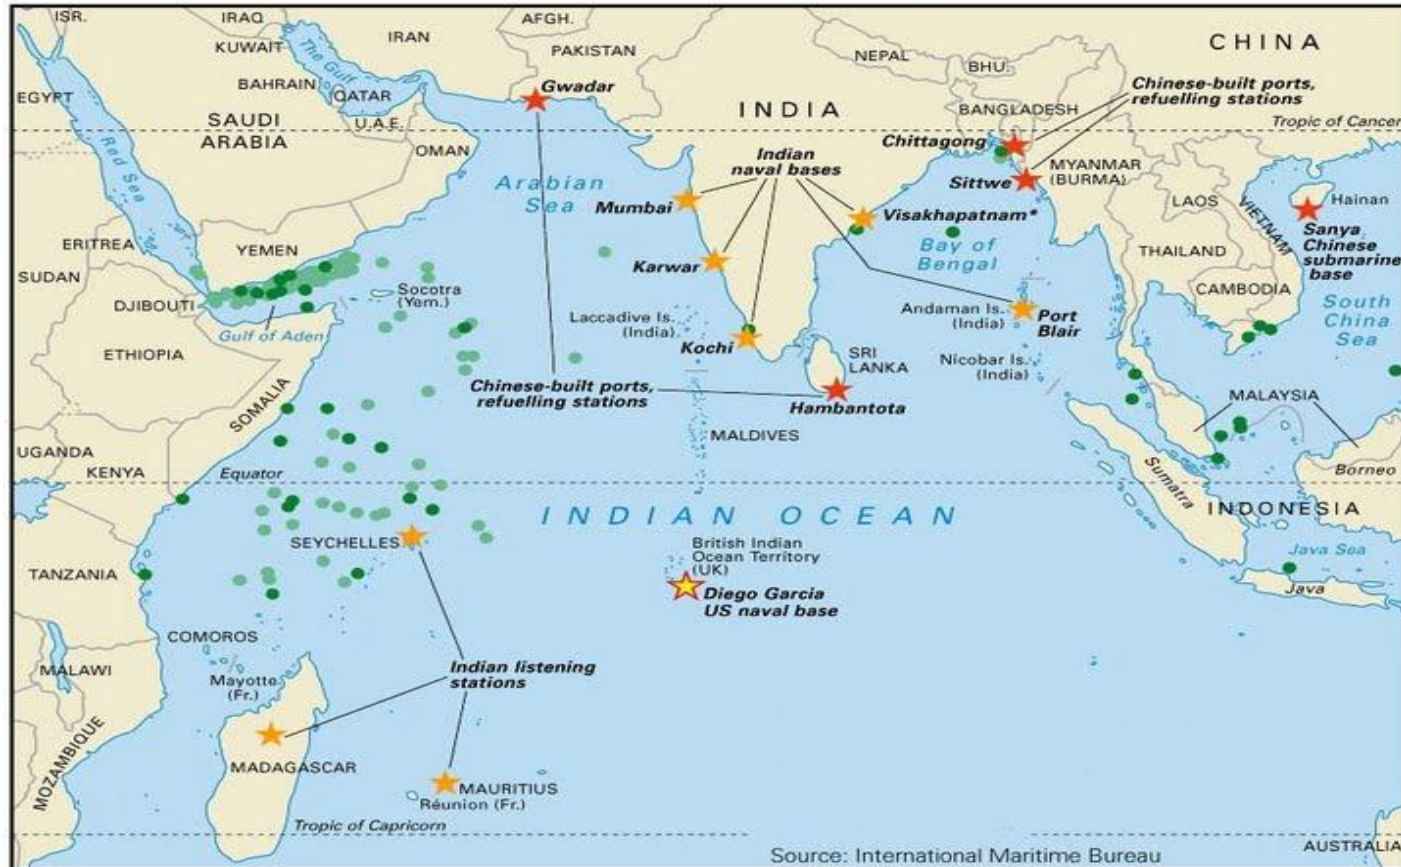 ISR.
IRAQ
IRAN
AFGH.
KUWAIT
The Gulf
PAKISTAN
NEPAL
BHU.
CHINA
EGYPT
BAHRAIN
QATAR
Gwadar
INDIA
BANGLADESH
Chinese-built ports,
refuelling stations
SAUDI
ARABIA
U.A.E.
OMAN
Tropic of Cancer
Red Sea
Arabian
Sea
Indian
naval bases
Chittagong
MYANMAR
(BURMA)
Sittwe
LAOS
VIETNAM
Hainan
Mumbai
Visakhapatnam*
Sanya
Chinese
submarine
base
ERITREA
YEMEN
Bay of
Bengal
THAILAND
SUDAN
Karwar
CAMBODIA
DJIBOUTI
Socotra
(Yem.)
Gulf of Aden
Laccadive Is.
(India)
Andaman Is.
(India)
Port
Blair
South
China
Sea
ETHIOPIA
Kochi
SRI
LANKA
Nicobar Is.
(India)
SOMALIA
Chinese-built ports,
refuelling stations
Hambantota
MALAYSIA
MALDIVES
UGANDA
KENYA
Equator
Sumatra
Borneo
INDIAN OCEAN
INDONESIA
SEYCHELLES
British Indian
Ocean Territory
(UK)
Java Sea
TANZANIA
Diego Garcia
US naval base
Java
COMOROS
MALAWI
Mayotte
(Fr.)
Indian listening
stations
MOZAMBIQUE
MADAGASCAR
MAURITIUS
Réunion (Fr.)
Tropic of Capricorn
AUSTRALIA
Source: International Maritime Bureau